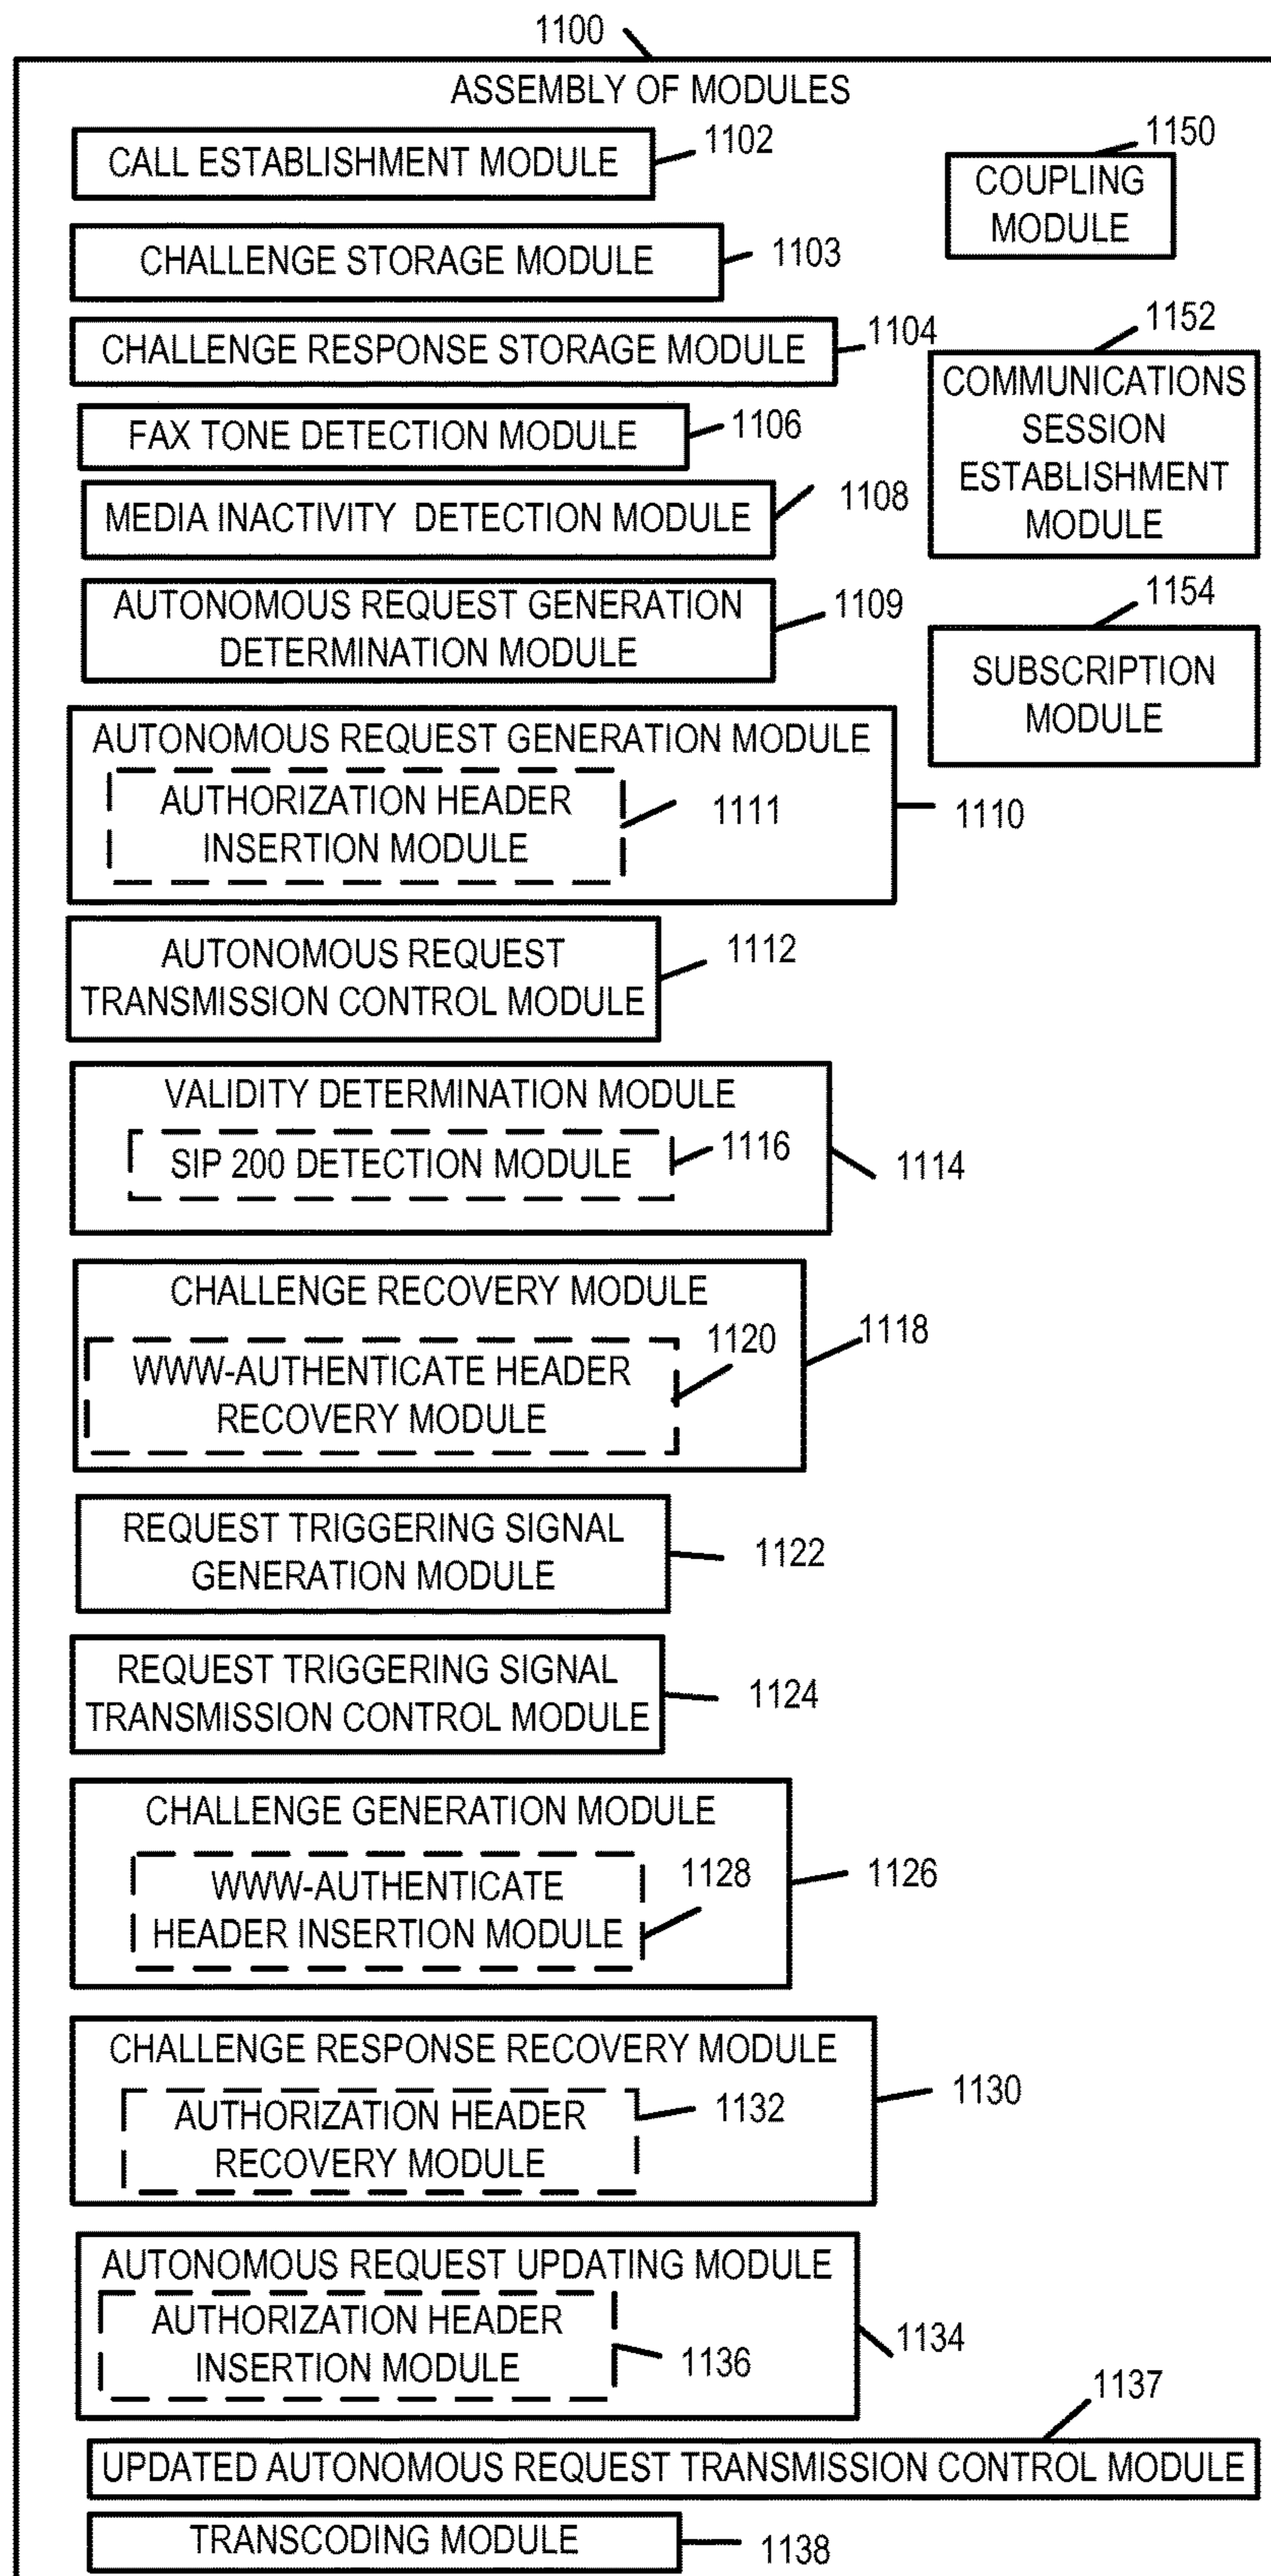 1100
ASSEMBLY OF MODULES
CALL ESTABLISHMENT MODULE
1102
1150
COUPLING
MODULE
CHALLENGE STORAGE MODULE
1103
CHALLENGE RESPONSE STORAGE MODULE
1104
1152
COMMUNICATIONS
SESSION
ESTABLISHMENT
MODULE
FAX TONE DETECTION MODULE
1106
MEDIA INACTIVITY DETECTION MODULE
1108
AUTONOMOUS REQUEST GENERATION
DETERMINATION MODULE
1109
1154
SUBSCRIPTION
MODULE
AUTONOMOUS REQUEST GENERATION MODULE
AUTHORIZATION HEADER
INSERTION MODULE
1111
1110
AUTONOMOUS REQUEST
TRANSMISSION CONTROL MODULE
1112
VALIDITY DETERMINATION MODULE
SIP 200 DETECTION MODULE
1116
1114
CHALLENGE RECOVERY MODULE
WWW-AUTHENTICATE HEADER
RECOVERY MODULE
1120
1118
REQUEST TRIGGERING SIGNAL
GENERATION MODULE
1122
REQUEST TRIGGERING SIGNAL
TRANSMISSION CONTROL MODULE
1124
CHALLENGE GENERATION MODULE
WWW-AUTHENTICATE
HEADER INSERTION MODULE
1128
1126
CHALLENGE RESPONSE RECOVERY MODULE
AUTHORIZATION HEADER
RECOVERY MODULE
1132
1130
AUTONOMOUS REQUEST UPDATING MODULE
AUTHORIZATION HEADER
INSERTION MODULE
1136
1134
1137
UPDATED AUTONOMOUS REQUEST TRANSMISSION CONTROL MODULE
TRANSCODING MODULE
1138